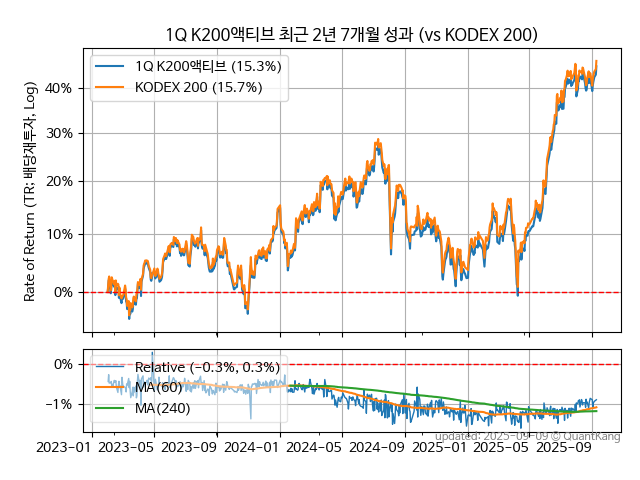 1Q K200액티브 최근 2년 7개월 성과 (vs KODEX 200)
1Q K200액티브 (15.3%)
KODEX 200 (15.7%)
Rate of Return (TR: 배당재투자, Log)
40%
30%
20%
10%
0%
Relative (−0.3%, 0.3%)
MA(60)
MA(240)
0%
−1%
2023−01 2023−05 2023−09 2024−01 2024−05 2024−09 2025−01 2025−05 2025−09
updated: 2025-09-09 © QuantKang